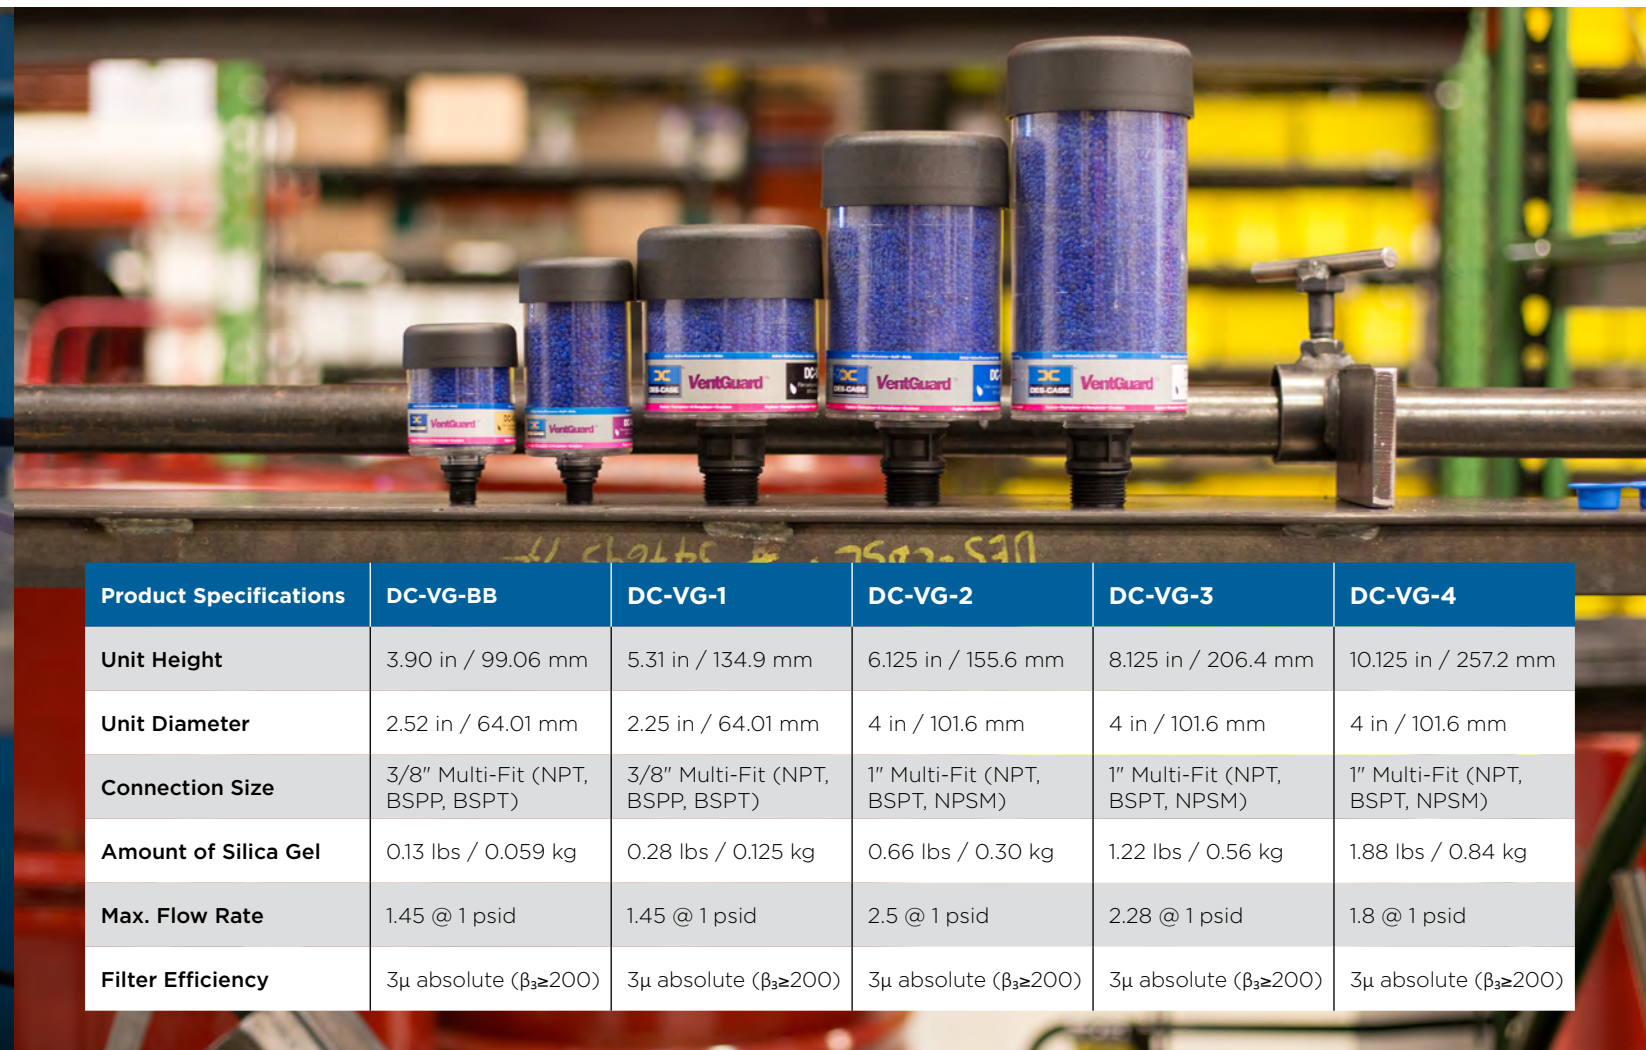 DES-CASE
VentGuard
DES-CASE
VentGuard
DES-CASE
VentGuard
VentGuard
VentGuard
Product Specifications DC-VG-BB DC-VG-1 DC-VG-2 DC-VG-3 DC-VG-4
Unit Height 3.90 in / 99.06 mm 5.31 in / 134.9 mm 6.125 in / 155.6 mm 8.125 in / 206.4 mm 10.125 in / 257.2 mm
Unit Diameter 2.52 in / 64.01 mm 2.25 in / 64.01 mm 4 in / 101.6 mm 4 in / 101.6 mm 4 in / 101.6 mm
Connection Size 3/8" Multi-Fit (NPT, BSPP, BSPT) 3/8" Multi-Fit (NPT, BSPP, BSPT) 1" Multi-Fit (NPT, BSPT, NPSM) 1" Multi-Fit (NPT, BSPT, NPSM) 1" Multi-Fit (NPT, BSPT, NPSM)
Amount of Silica Gel 0.13 lbs / 0.059 kg 0.28 lbs / 0.125 kg 0.66 lbs / 0.30 kg 1.22 lbs / 0.56 kg 1.88 lbs / 0.84 kg
Max. Flow Rate 1.45 @ 1 psid 1.45 @ 1 psid 2.5 @ 1 psid 2.28 @ 1 psid 1.8 @ 1 psid
Filter Efficiency 3µ absolute (β₃≥200) 3µ absolute (β₃≥200) 3µ absolute (β₃≥200) 3µ absolute (β₃≥200) 3µ absolute (β₃≥200)